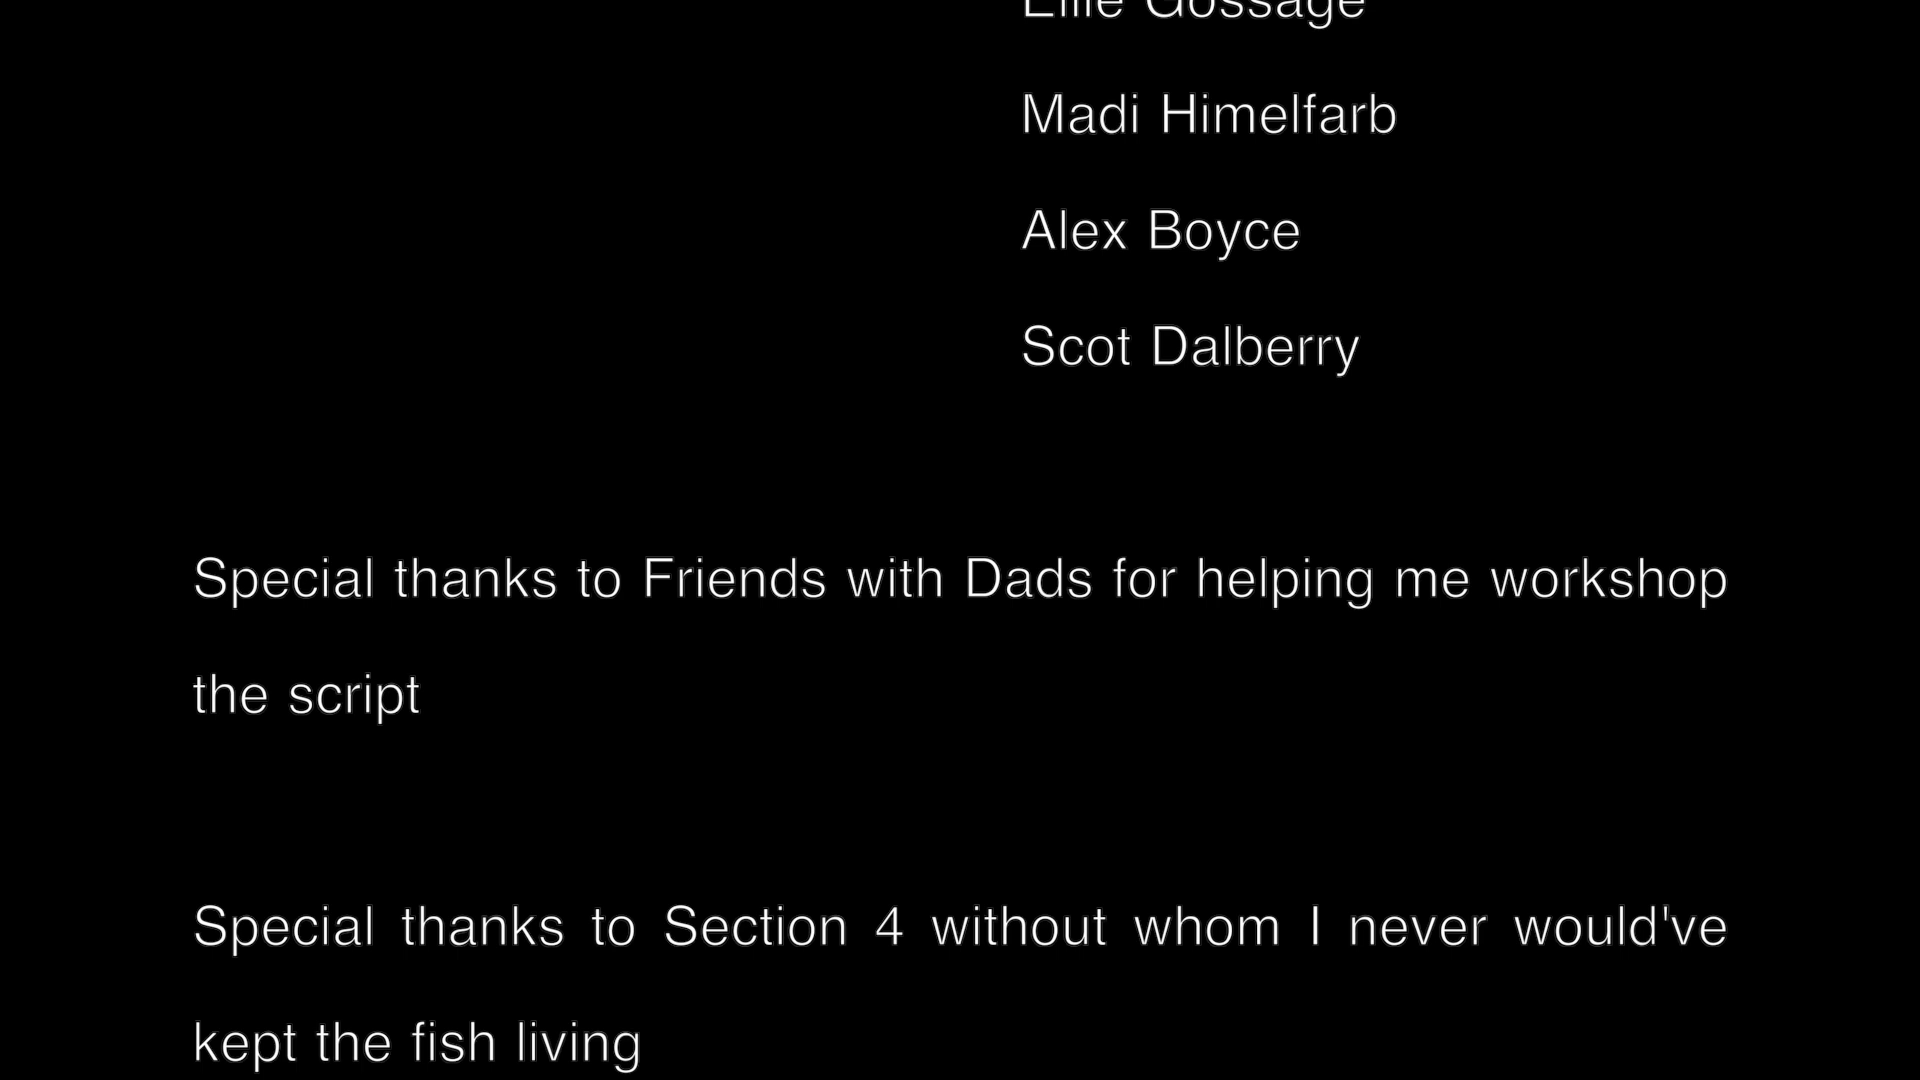 Gossage
Madi Himelfarb
Alex Boyce
Scot Dalberry
Special thanks to Friends with Dads for helping me workshop
the script
Special thanks to Section 4 without whom I never would've
kept the fish living